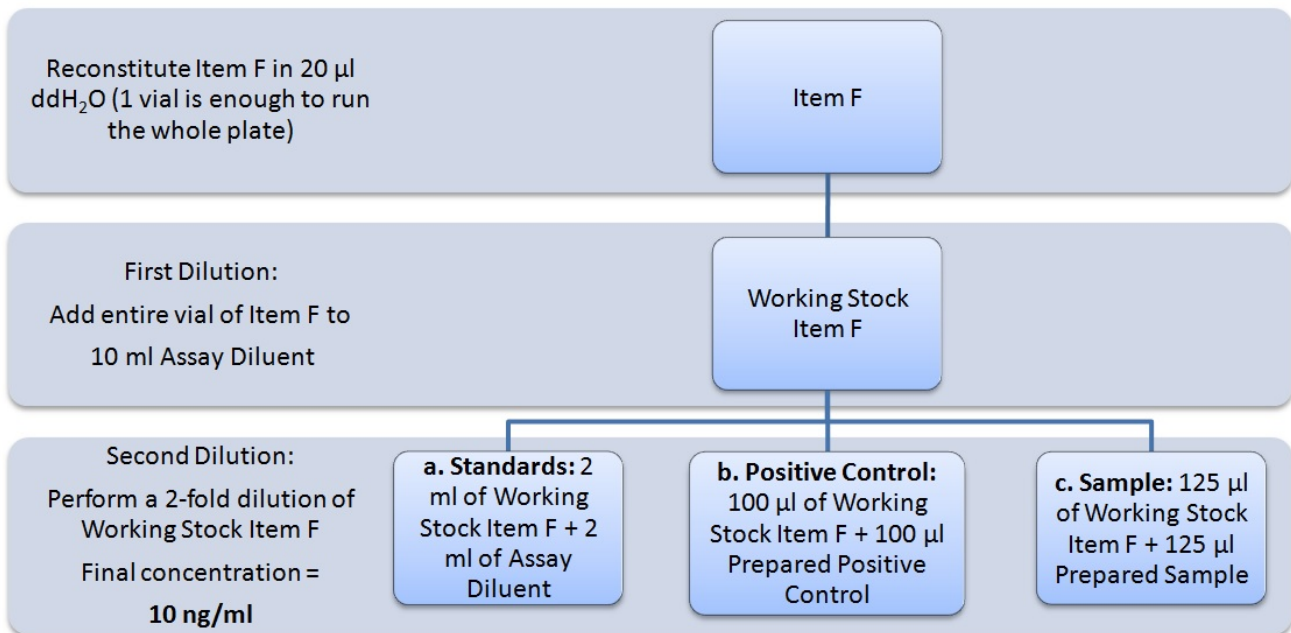 Reconstitute Item F in 20 µl
ddH₂O (1 vial is enough to run
the whole plate)
Item F
First Dilution:
Add entire vial of Item F to
10 ml Assay Diluent
Working Stock
Item F
Second Dilution:
Perform a 2-fold dilution of
Working Stock Item F
Final concentration =
10 ng/ml
a. Standards: 2
ml of Working
Stock Item F + 2
ml of Assay
Diluent
b. Positive Control:
100 µl of Working
Stock Item F + 100 µl
Prepared Positive
Control
c. Sample: 125 µl
of Working Stock
Item F + 125 µl
Prepared Sample